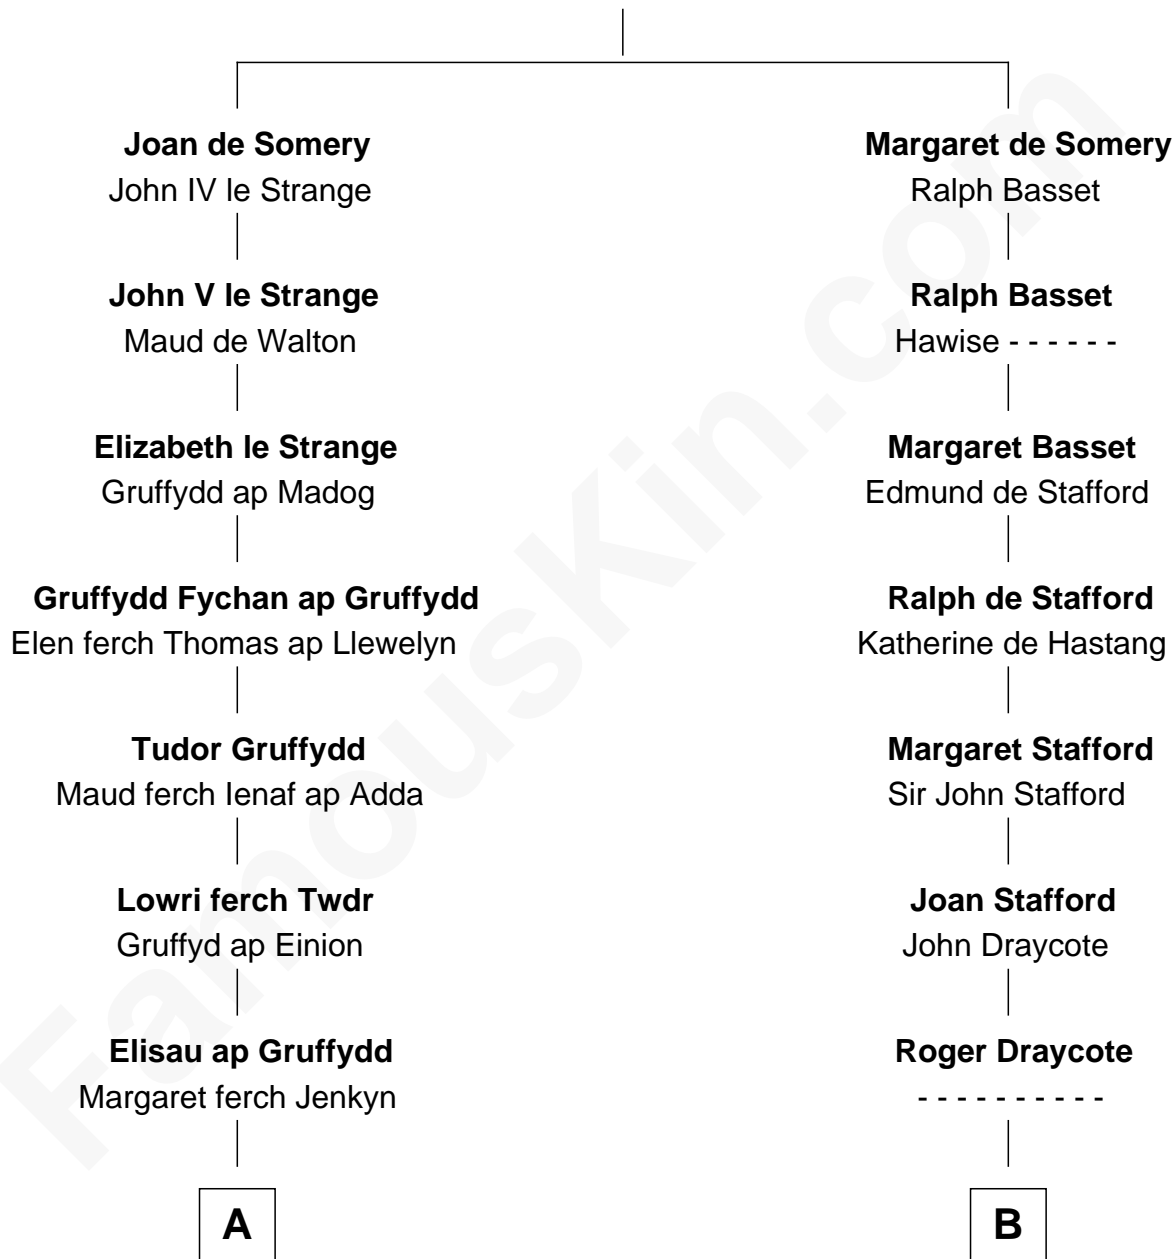 Joan de Somery
John IV le Strange
John V le Strange
Maud de Walton
Elizabeth le Strange
Gruffydd ap Madog
Gruffydd Fychan ap Gruffydd
Elen ferch Thomas ap Llewelyn
Tudor Gruffydd
Maud ferch Ienaf ap Adda
Lowri ferch Twdr
Gruffyd ap Einion
Elisau ap Gruffydd
Margaret ferch Jenkyn
A
Margaret de Somery
Ralph Basset
Ralph Basset
Hawise - - - - - -
Margaret Basset
Edmund de Stafford
Ralph de Stafford
Katherine de Hastang
Margaret Stafford
Sir John Stafford
Joan Stafford
John Draycote
Roger Draycote
- - - - - - - - - -
B
FamousKin.com